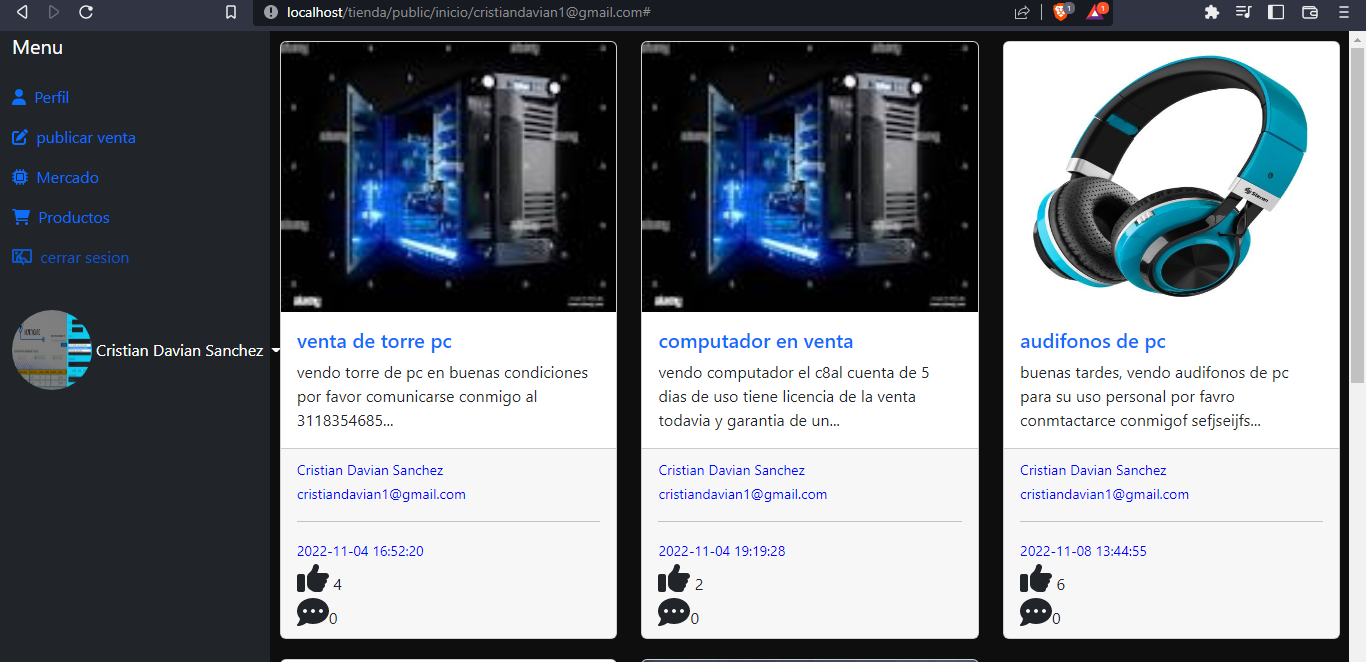 localhost/tienda/public/inicio/cristiandavian1@gmail.com#
1
1
Menu
Perfil
publicar venta
Mercado
Productos
cerrar sesion
Cristian Davian Sanchez
venta de torre pc
vendo torre de pc en buenas condiciones
por favor comunicarse conmigo al
3118354685...
Cristian Davian Sanchez
cristiandavian1@gmail.com
2022-11-04 16:52:20
4
0
computador en venta
vendo computador el c8al cuenta de 5
dias de uso tiene licencia de la venta
todavia y garantia de un...
Cristian Davian Sanchez
cristiandavian1@gmail.com
2022-11-04 19:19:28
2
0
audifonos de pc
buenas tardes, vendo audifonos de pc
para su uso personal por favro
conmtactarce conmigof sefjseijfs...
Cristian Davian Sanchez
cristiandavian1@gmail.com
2022-11-08 13:44:55
6
0